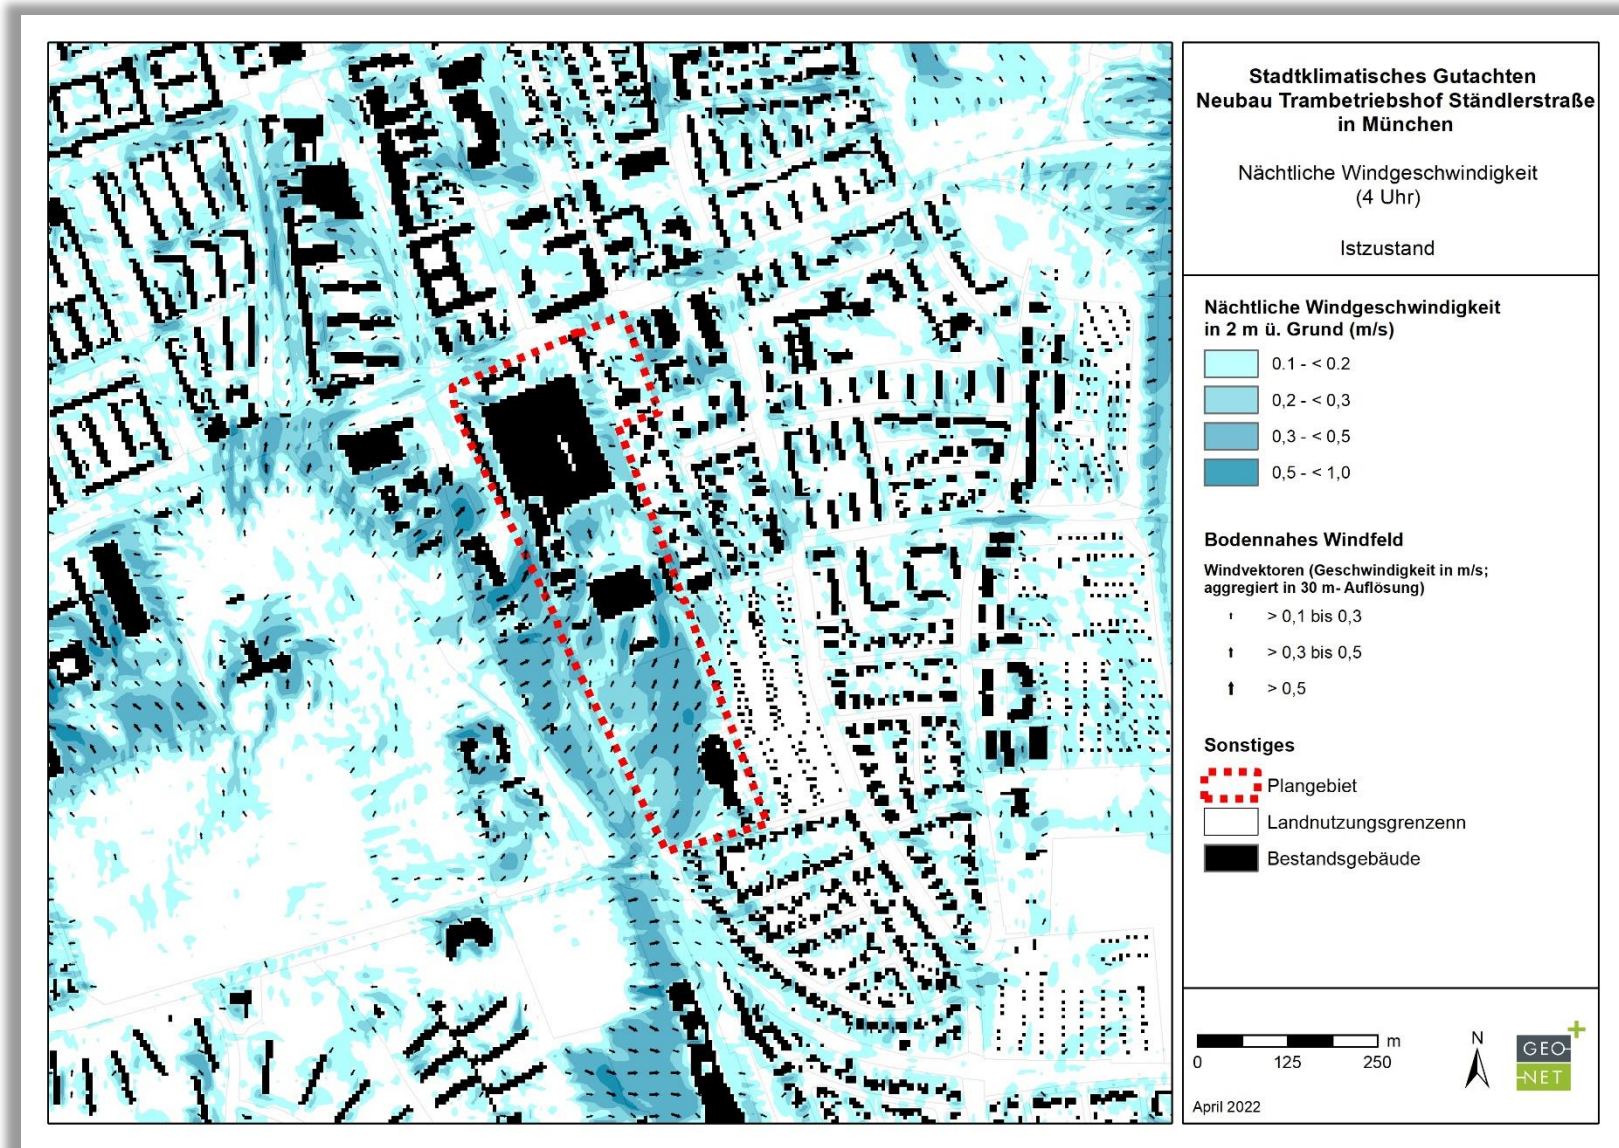 Stadtklimatisches Gutachten
Neubau Trambetriebshof Ständlerstraße
in München
Nächtliche Windgeschwindigkeit
(4 Uhr)
Istzustand
Nächtliche Windgeschwindigkeit
in 2 m ü. Grund (m/s)
0.1 - < 0.2
0,2 - < 0,3
0,3 - < 0,5
0,5 - < 1,0
Bodennahes Windfeld
Windvektoren (Geschwindigkeit in m/s;
aggregiert in 30 m- Auflösung)
> 0,1 bis 0,3
> 0,3 bis 0,5
> 0,5
Sonstiges
Plangebiet
Landnutzungsgrenzenn
Bestandsgebäude
m
0 125 250
N
GEO
NET
April 2022